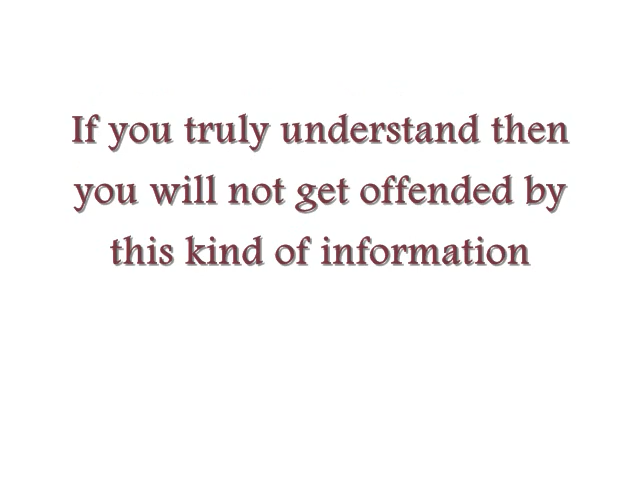 If you truly understand then
you will not get offended by
this kind of information